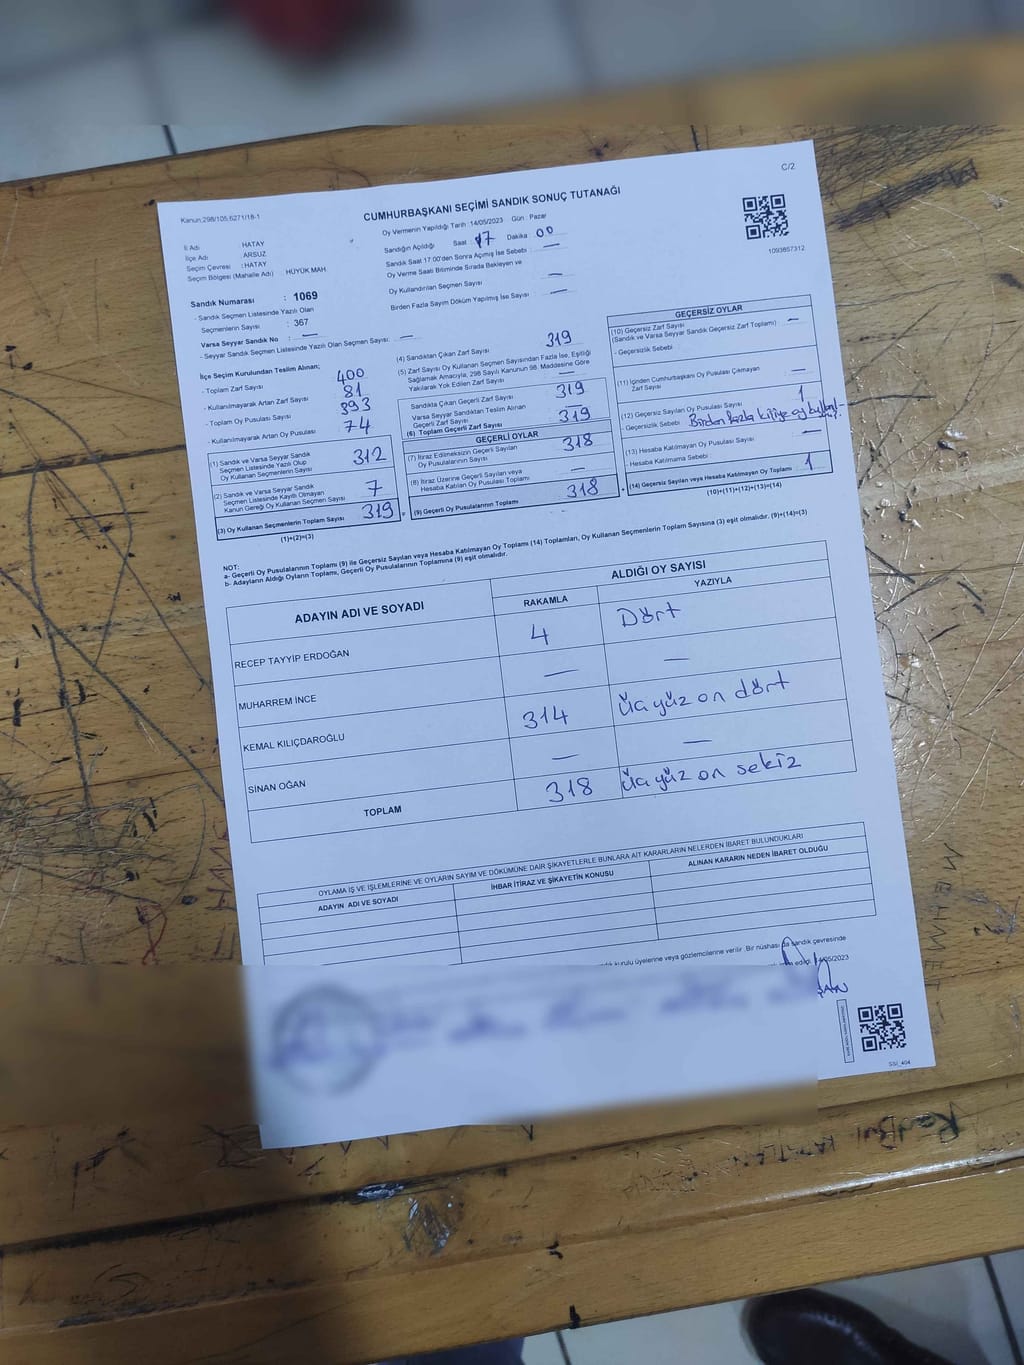 C/2
Kanun:298/105;6271/18-1
CUMHURBAŞKANI SEÇİMİ SANDIK SONUÇ TUTANAĞI
Oy Vermenin Yapıldığı Tarih :14/05/2023 Gün : Pazar
İl Adı : HATAY
İlçe Adı : ARSUZ
Seçim Çevresi : HATAY
Seçim Bölgesi (Mahalle Adı) : HÜYÜK MAH.
Sandığın Açıldığı Saat : 17 Dakika 00
Sandık Saat 17:00'den Sonra Açılmış İse Sebebi : —
Oy Verme Saati Bitiminde Sırada Bekleyen ve
Oy Kullandırılan Seçmen Sayısı —
Birden Fazla Sayım Döküm Yapılmış İse Sayısı —
1093857312
Sandık Numarası : 1069
- Sandık Seçmen Listesinde Yazılı Olan
Seçmenlerin Sayısı : 367
Varsa Seyyar Sandık No : —
- Seyyar Sandık Seçmen Listesinde Yazılı Olan Seçmen Sayısı: —
İlçe Seçim Kurulundan Teslim Alınan;
- Toplam Zarf Sayısı 400
- Kullanılmayarak Artan Zarf Sayısı 81
- Toplam Oy Pusulası Sayısı 393
- Kullanılmayarak Artan Oy Pusulası 74
(1) Sandık ve Varsa Seyyar Sandık
Seçmen Listesinde Yazılı Olup
Oy Kullanan Seçmenlerin Sayısı 312
(2) Sandık ve Varsa Seyyar Sandık
Seçmen Listesinde Kayıtlı Olmayan
Kanun Gereği Oy Kullanan Seçmen Sayısı 7
(3) Oy Kullanan Seçmenlerin Toplam Sayısı 319
(1)+(2)=(3)
(4) Sandıktan Çıkan Zarf Sayısı 319
(5) Zarf Sayısı Oy Kullanan Seçmen Sayısından Fazla İse, Eşitliği
Sağlamak Amacıyla, 298 Sayılı Kanunun 98. Maddesine Göre
Yakılarak Yok Edilen Zarf Sayısı —
Sandıkta Çıkan Geçerli Zarf Sayısı 319
Varsa Seyyar Sandıktan Teslim Alınan
Geçerli Zarf Sayısı
(6) Toplam Geçerli Zarf Sayısı 319
GEÇERLİ OYLAR
(7) İtiraz Edilmeksizin Geçerli Sayılan
Oy Pusulalarının Sayısı 318
(8) İtiraz Üzerine Geçerli Sayılan veya
Hesaba Katılan Oy Pusulası Toplamı —
(9) Geçerli Oy Pusulalarının Toplamı 318
GEÇERSİZ OYLAR
(10) Geçersiz Zarf Sayısı
(Sandık ve Varsa Seyyar Sandık Geçersiz Zarf Toplamı) —
- Geçersizlik Sebebi :
(11) İçinden Cumhurbaşkanı Oy Pusulası Çıkmayan
Zarf Sayısı —
(12) Geçersiz Sayılan Oy Pusulası Sayısı 1
- Geçersizlik Sebebi : Birden fazla kişiye oy
(13) Hesaba Katılmayan Oy Pusulası Sayısı —
- Hesaba Katılmama Sebebi :
(14) Geçersiz Sayılan veya Hesaba Katılmayan Oy Toplamı 1
(10)+(11)+(12)+(13)=(14)
NOT:
a- Geçerli Oy Pusulalarının Toplamı (9) ile Geçersiz Sayılan veya Hesaba Katılmayan Oy Toplamı (14) Toplamları, Oy Kullanan Seçmenlerin Toplam Sayısına (3) eşit olmalıdır. (9)+(14)=(3)
b- Adayların Aldığı Oyların Toplamı, Geçerli Oy Pusulalarının Toplamına (9) eşit olmalıdır.
ADAYIN ADI VE SOYADI ALDIĞI OY SAYISI
RAKAMLA YAZIYLA
RECEP TAYYİP ERDOĞAN 4 Dört
MUHARREM İNCE — —
KEMAL KILIÇDAROĞLU 314 Üçyüz on dört
SİNAN OĞAN — —
TOPLAM 318 Üçyüz on sekiz
OYLAMA İŞ VE İŞLEMLERİNE VE OYLARIN SAYIM VE DÖKÜMÜNE DAİR ŞİKAYETLERLE BUNLARA AİT KARARLARIN NELERDEN İBARET BULUNDUKLARI
ADAYIN ADI VE SOYADI İHBAR İTİRAZ VE ŞİKAYETİN KONUSU ALINAN KARARIN NEDEN İBARET OLDUĞU
kurulu üyelerine veya gözlemcilerine verilir. Bir nüshası da sandık çevresinde
14/05/2023
SSI_404